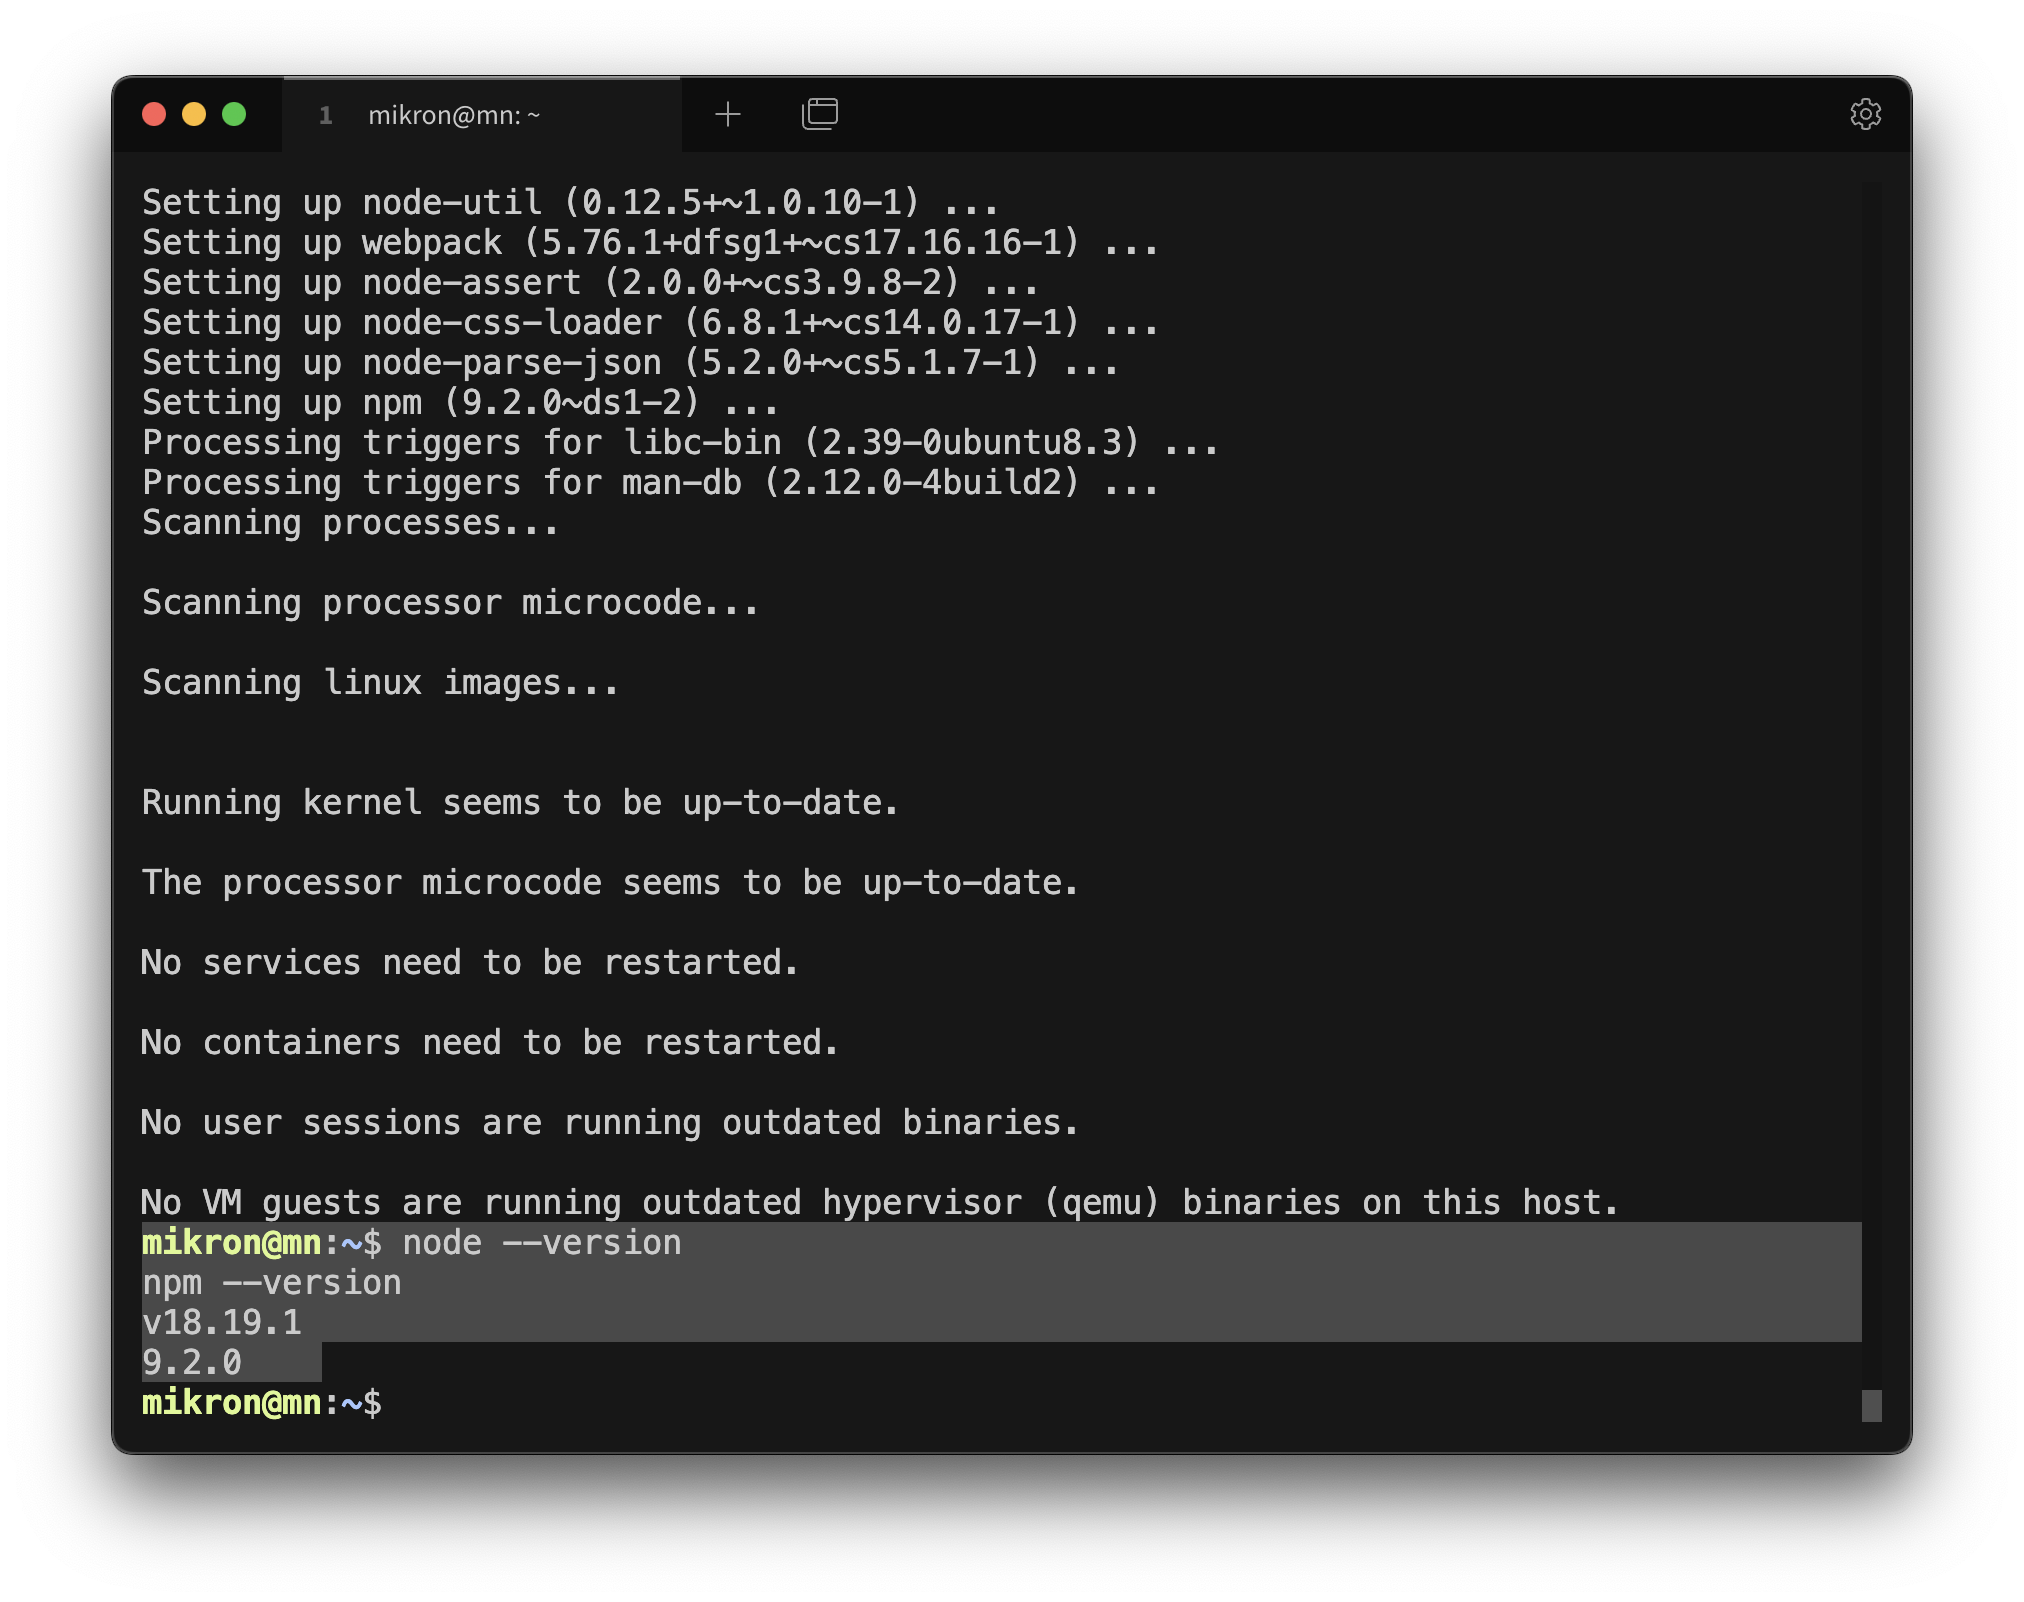 1 mikron@mn: ~
Setting up node-util (0.12.5+~1.0.10-1) ...
Setting up webpack (5.76.1+dfsg1+~cs17.16.16-1) ...
Setting up node-assert (2.0.0+~cs3.9.8-2) ...
Setting up node-css-loader (6.8.1+~cs14.0.17-1) ...
Setting up node-parse-json (5.2.0+~cs5.1.7-1) ...
Setting up npm (9.2.0~ds1-2) ...
Processing triggers for libc-bin (2.39-0ubuntu8.3) ...
Processing triggers for man-db (2.12.0-4build2) ...
Scanning processes...
Scanning processor microcode...
Scanning linux images...
Running kernel seems to be up-to-date.
The processor microcode seems to be up-to-date.
No services need to be restarted.
No containers need to be restarted.
No user sessions are running outdated binaries.
No VM guests are running outdated hypervisor (qemu) binaries on this host.
mikron@mn:~$ node --version
npm --version
v18.19.1
9.2.0
mikron@mn:~$